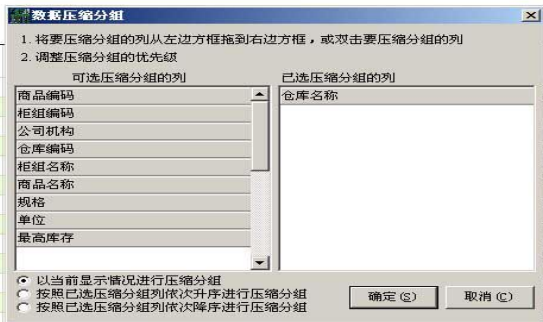 数据压缩分组
1. 将要压缩分组的列从左边方框拖到右边方框，或双击要压缩分组的列
2. 调整压缩分组的优先级
可选压缩分组的列
已选压缩分组的列
商品编码
柜组编码
公司机构
仓库编码
柜组名称
商品名称
规格
单位
最高库存
仓库名称
以当前显示情况进行压缩分组
按照已选压缩分组列依次升序进行压缩分组
按照已选压缩分组列依次降序进行压缩分组
确定(S)
取消(C)